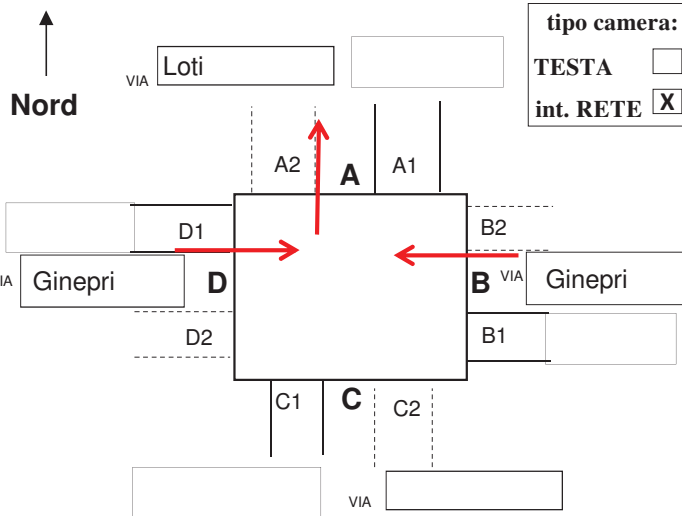 tipo camera:
Nord
VIA Loti
TESTA
int. RETE X
A2 A A1
D1 B2
VIA Ginepri D B VIA Ginepri
D2 B1
C1 C C2
VIA